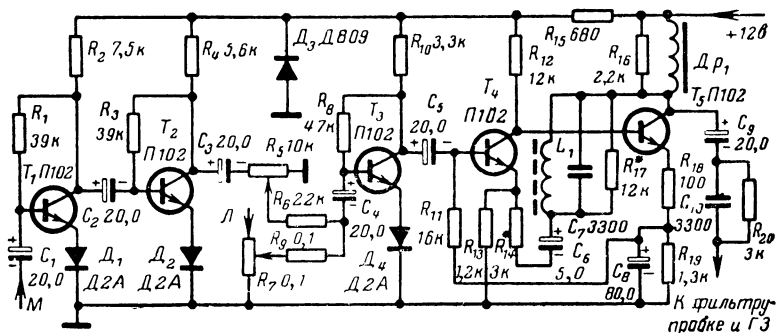 R2 7,5к
R4 5,6к
Д3 Д809
R10 3,3к
R12
12к
R15 680
R16
2,2к
+12в
Др1
R1
39к
R3
39к
T2
П102
C3 20,0
R5 10к
R8
47к
T3
П102
C5
20,0
T4
П102
T5 П102
C9
20,0
T1 П102
C2 20,0
R6 22к
C4
20,0
L1
R17*
12к
R18
100
C10
3300
R20
3к
Л
R9 0,1
R7 0,1
R11
16к
R13
1,2к
R14*
3к
C7 3300
C6
5,0
C8
80,0
R19
1,3к
C1
20,0
Д1
Д2А
Д2
Д2А
Д4
Д2А
М
К фильтру-
пробке и ГЗ